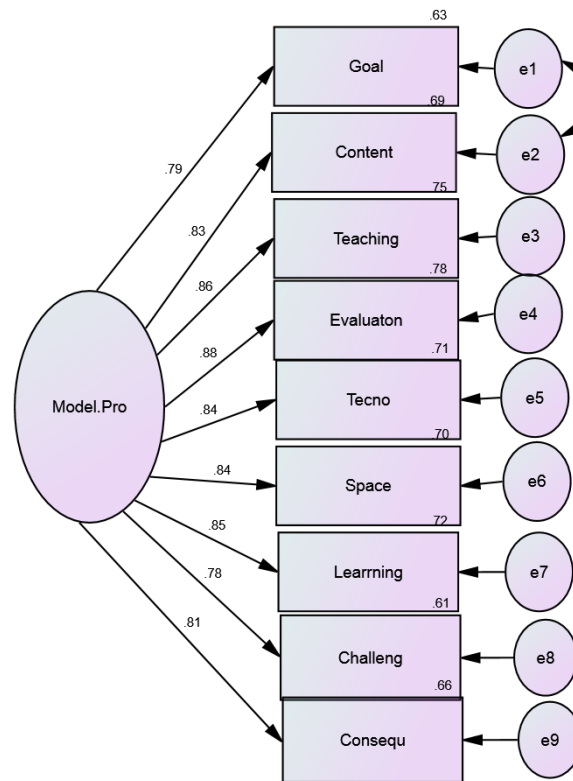 .63
Goal
e1
.79
.69
Content
e2
.83
.75
Teaching
e3
.86
.78
Evaluaton
e4
.88
.71
Model.Pro
Tecno
e5
.84
.70
Space
e6
.84
.72
Learrning
e7
.85
.61
.78
Challeng
e8
.81
.66
Consequ
e9